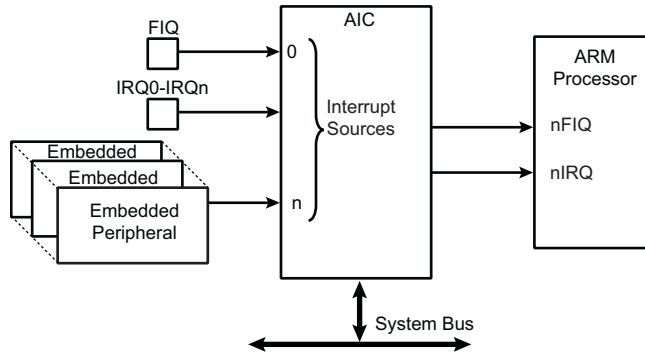 FIQ
IRQ0-IRQn
Embedded
Embedded
Embedded
Peripheral
AIC
0
Interrupt
Sources
n
ARM
Processor
nFIQ
nIRQ
System Bus